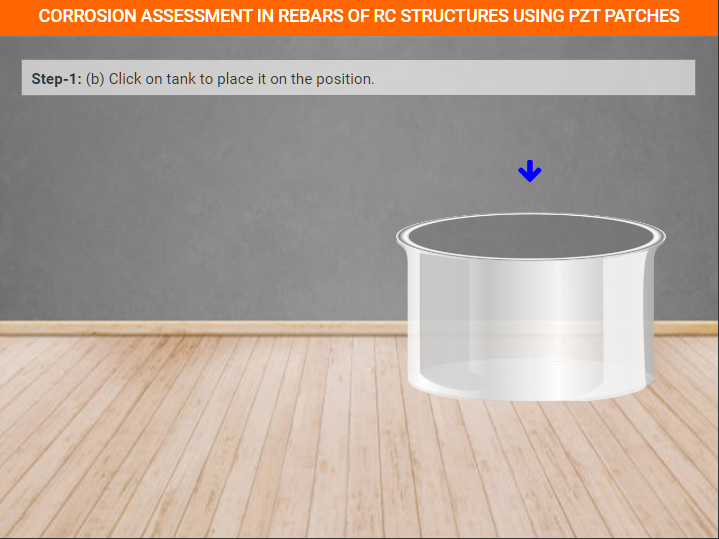 CORROSION ASSESSMENT IN REBARS OF RC STRUCTURES USING PZT PATCHES
Step-1: (b) Click on tank to place it on the position.